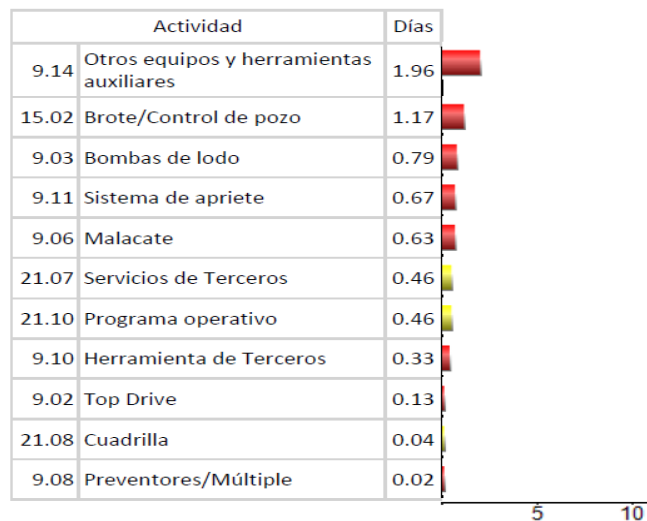 Actividad Días
9.14 Otros equipos y herramientas
auxiliares 1.96
15.02 Brote/Control de pozo 1.17
9.03 Bombas de lodo 0.79
9.11 Sistema de apriete 0.67
9.06 Malacate 0.63
21.07 Servicios de Terceros 0.46
21.10 Programa operativo 0.46
9.10 Herramienta de Terceros 0.33
9.02 Top Drive 0.13
21.08 Cuadrilla 0.04
9.08 Preventores/Múltiple 0.02
5 10